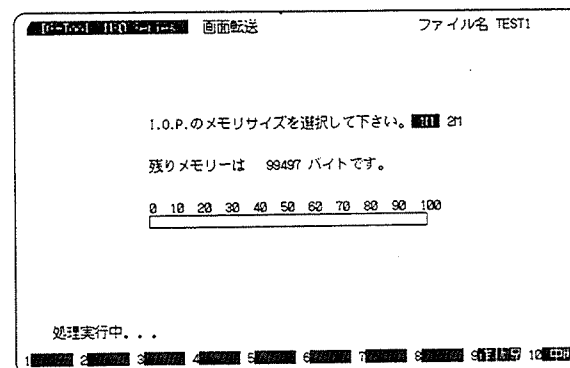 画面転送 ファイル名 TEST1
I.O.P.のメモリサイズを選択して下さい。 1M 2M
残りメモリーは 99497 バイトです。
0 10 20 30 40 50 60 70 80 90 100
処理実行中...
1 2 3 4 5 6 7 8 9 10